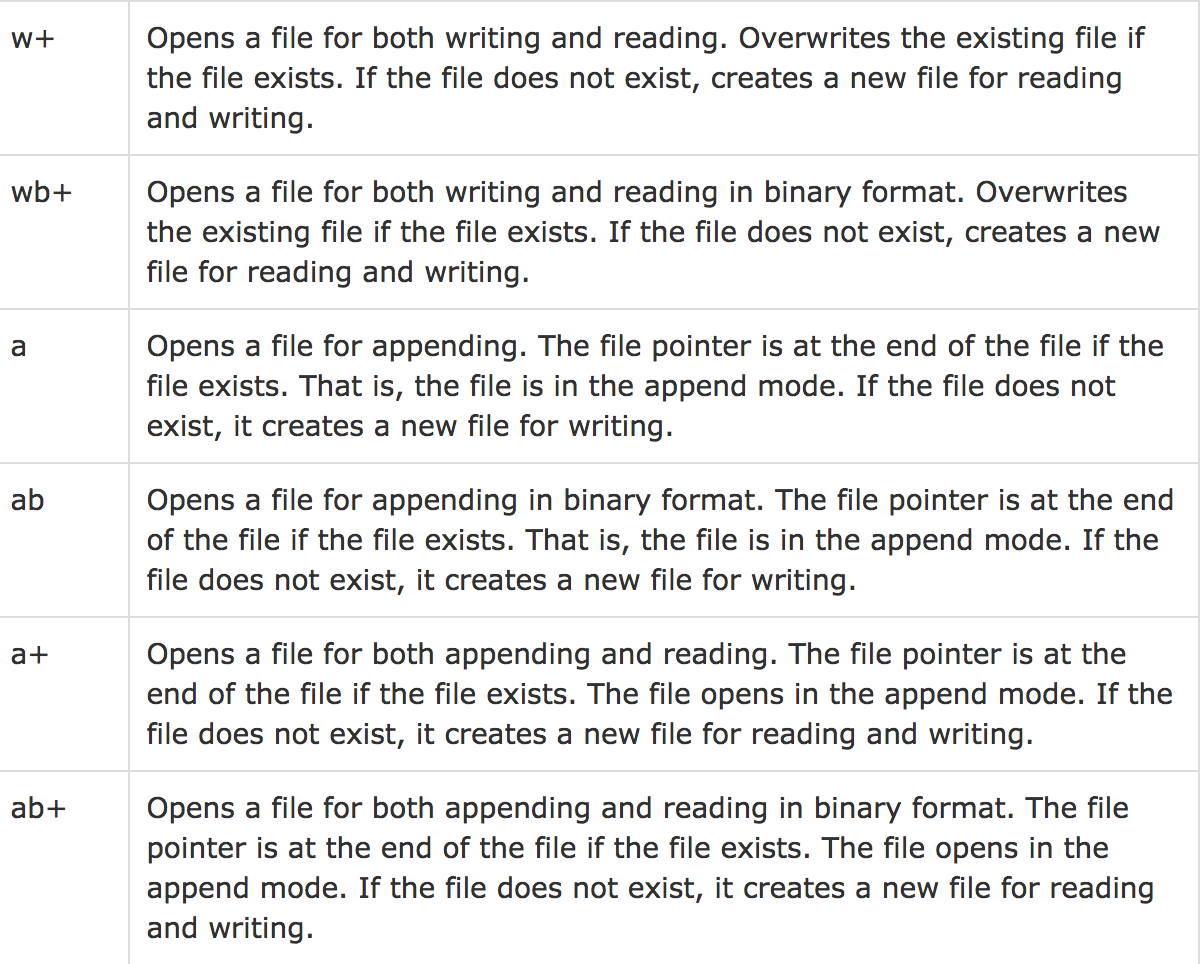 w+ Opens a file for both writing and reading. Overwrites the existing file if
the file exists. If the file does not exist, creates a new file for reading
and writing.
wb+ Opens a file for both writing and reading in binary format. Overwrites
the existing file if the file exists. If the file does not exist, creates a new
file for reading and writing.
a Opens a file for appending. The file pointer is at the end of the file if the
file exists. That is, the file is in the append mode. If the file does not
exist, it creates a new file for writing.
ab Opens a file for appending in binary format. The file pointer is at the end
of the file if the file exists. That is, the file is in the append mode. If the
file does not exist, it creates a new file for writing.
a+ Opens a file for both appending and reading. The file pointer is at the
end of the file if the file exists. The file opens in the append mode. If the
file does not exist, it creates a new file for reading and writing.
ab+ Opens a file for both appending and reading in binary format. The file
pointer is at the end of the file if the file exists. The file opens in the
append mode. If the file does not exist, it creates a new file for reading
and writing.